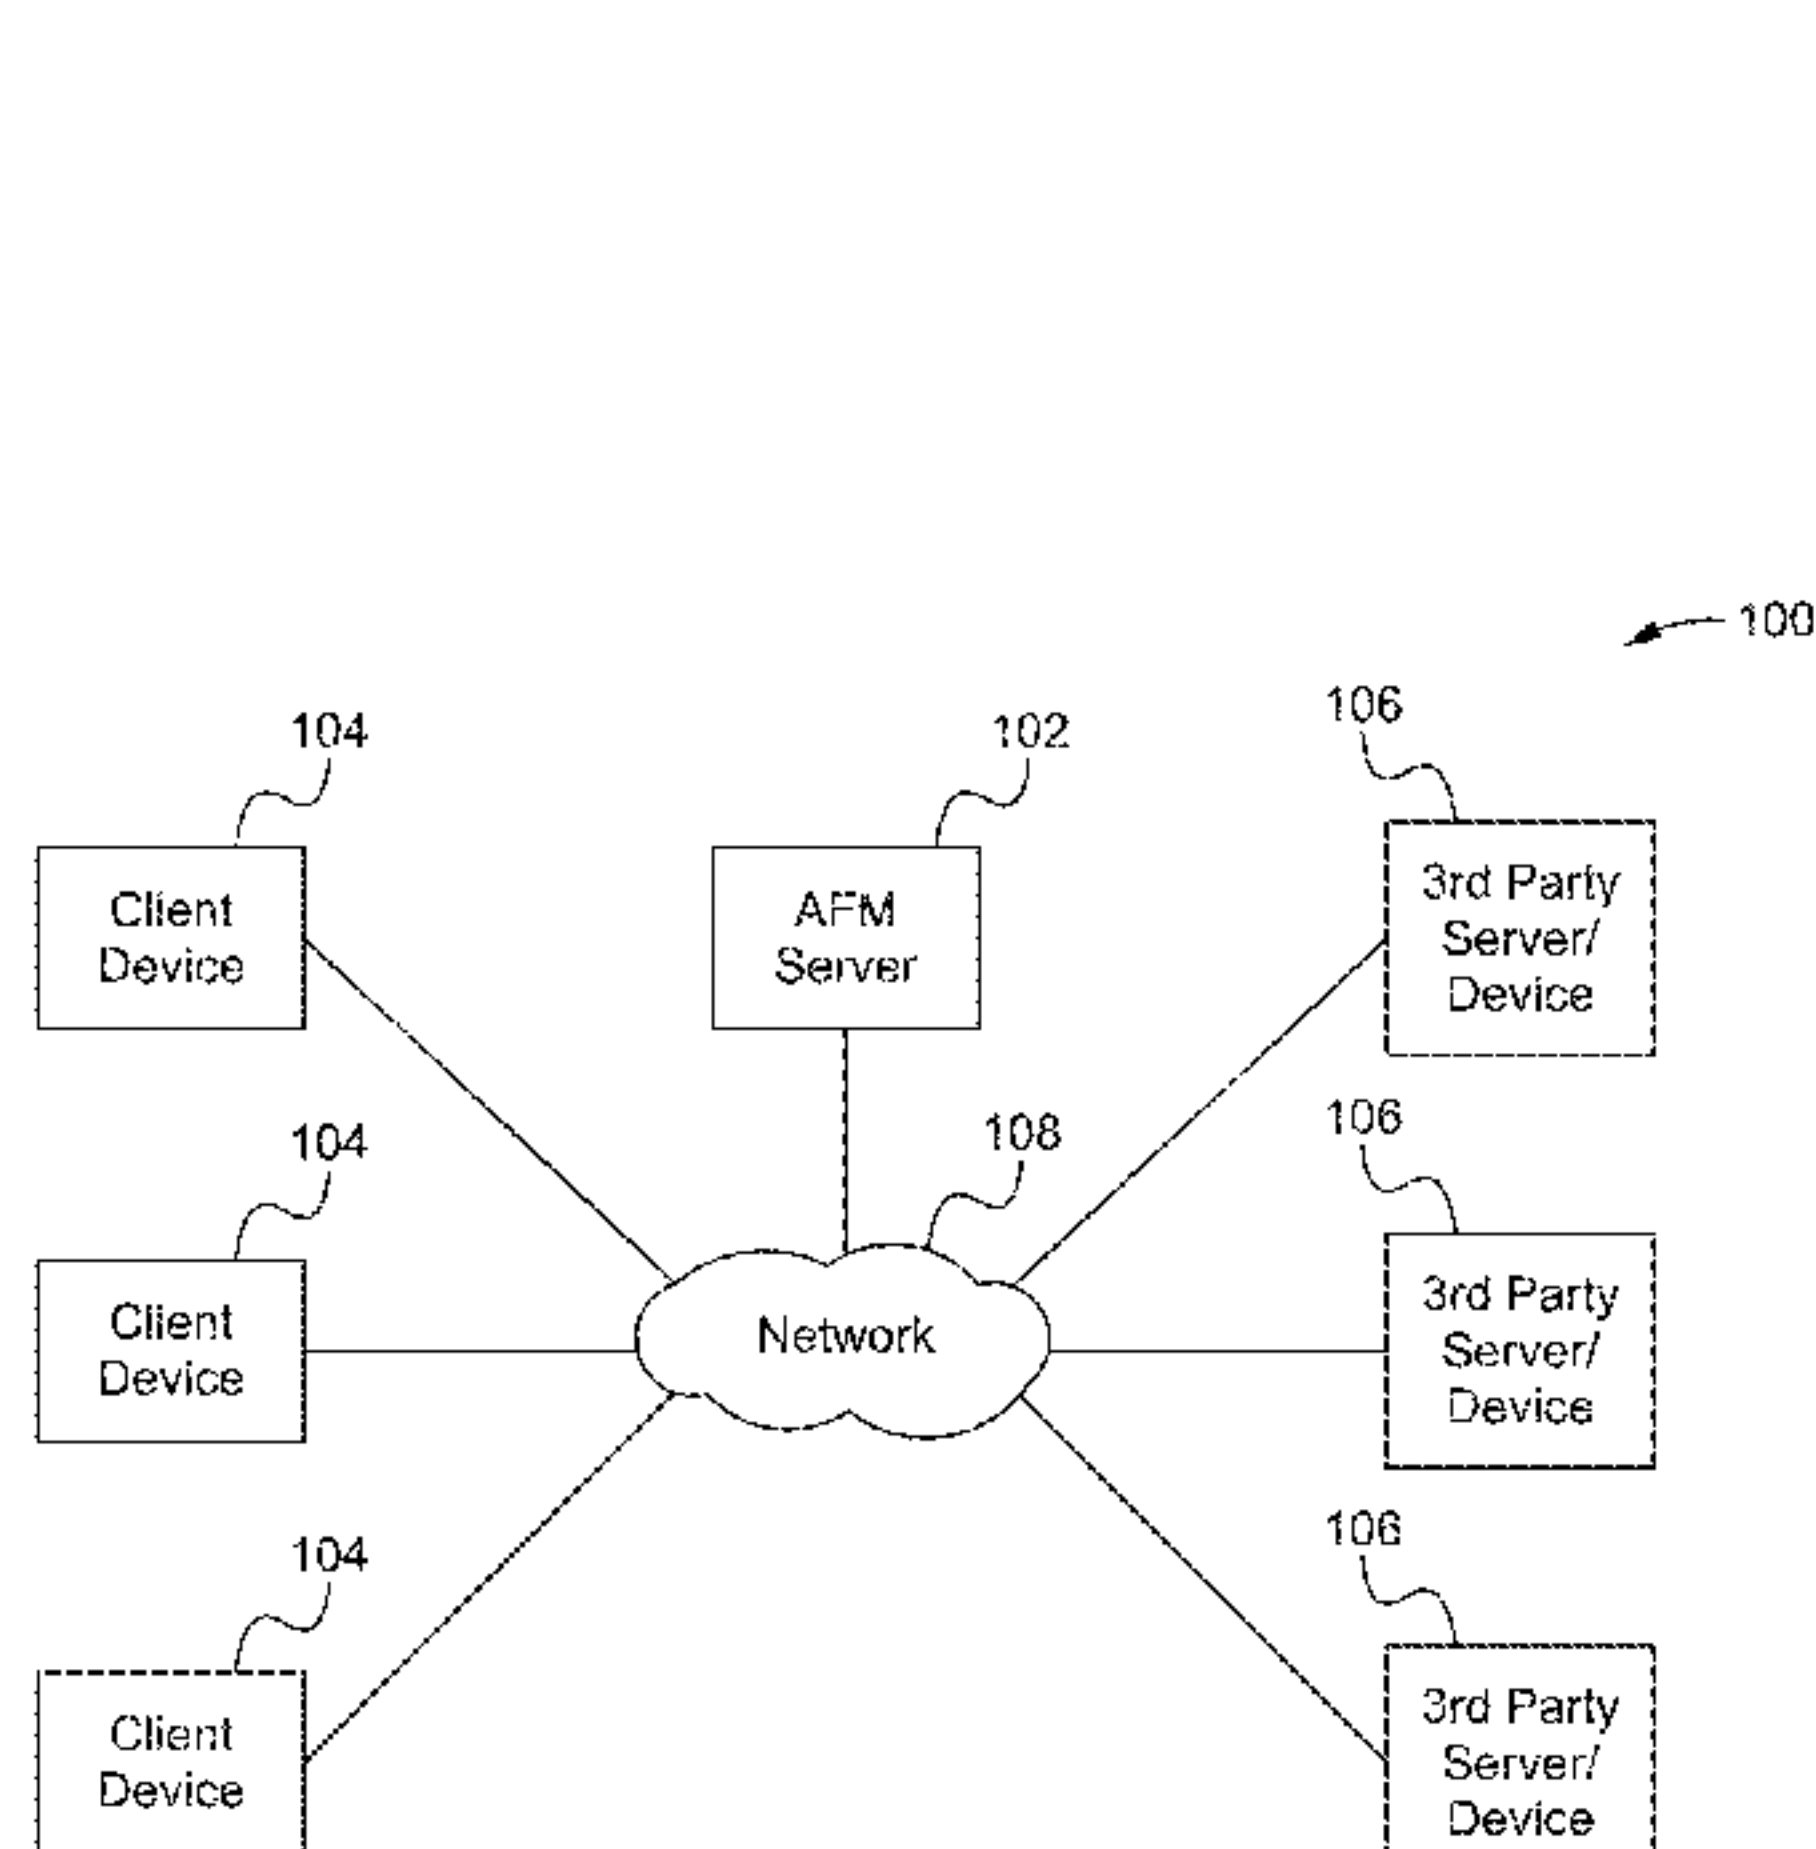 100
104
102
106
Client
Device
AFM
Server
3rd Party
Server/
Device
104
108
106
Client
Device
Network
3rd Party
Server/
Device
104
106
Client
Device
3rd Party
Server/
Device